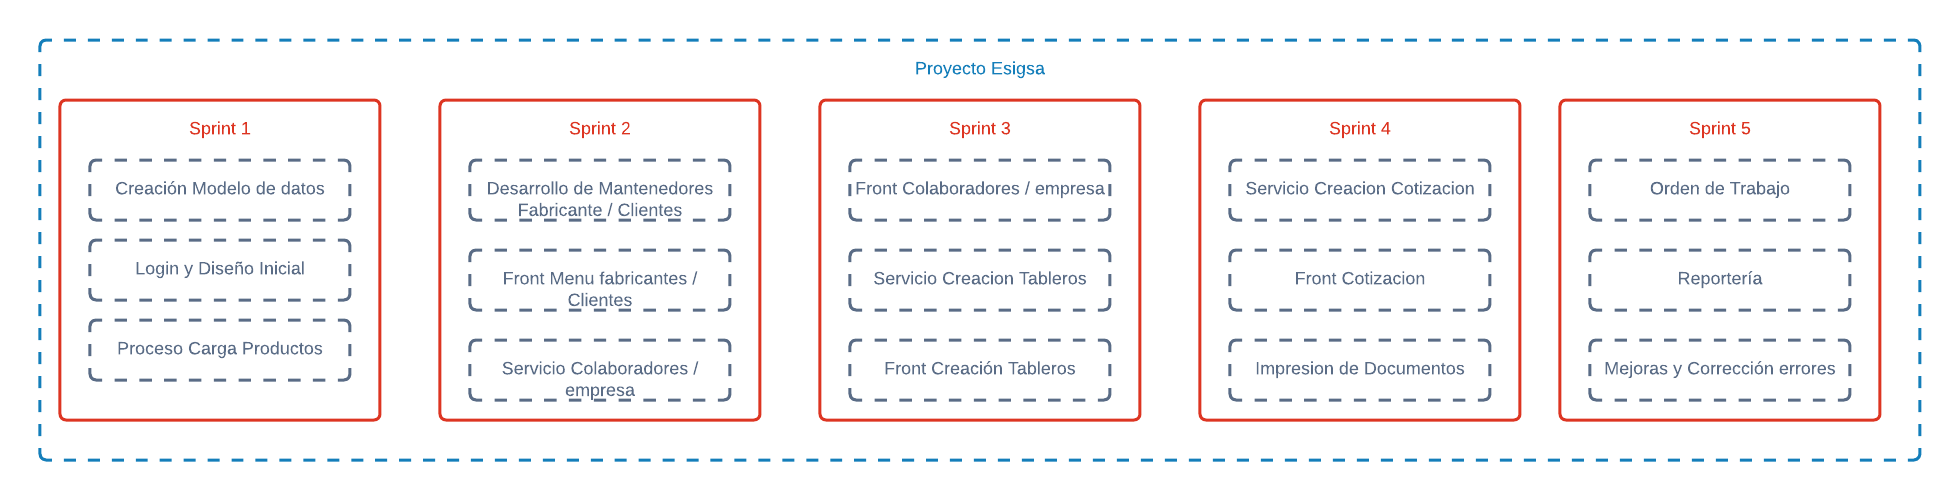 Proyecto Esigsa
Sprint 1
Creación Modelo de datos
Login y Diseño Inicial
Proceso Carga Productos
Sprint 2
Desarrollo de Mantenedores
Fabricante / Clientes
Front Menu fabricantes /
Clientes
Servicio Colaboradores /
empresa
Sprint 3
Front Colaboradores / empresa
Servicio Creacion Tableros
Front Creación Tableros
Sprint 4
Servicio Creacion Cotizacion
Front Cotizacion
Impresion de Documentos
Sprint 5
Orden de Trabajo
Reportería
Mejoras y Corrección errores